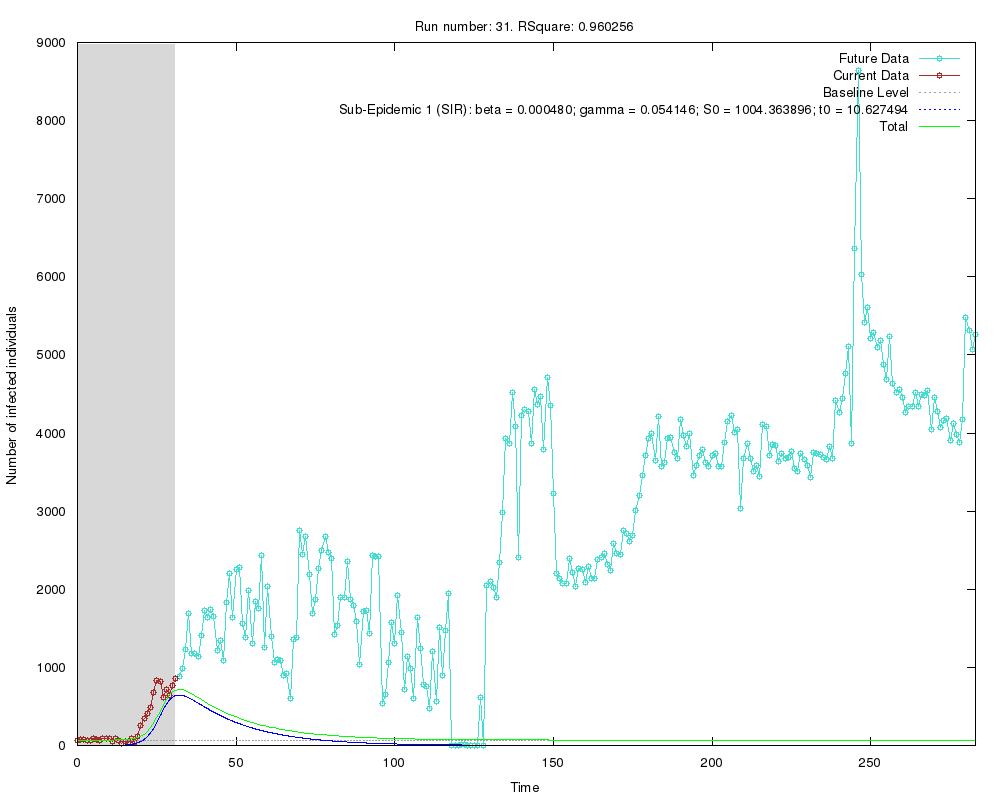 Run number: 31. RSquare: 0.960256
9000
8000
7000
6000
5000
4000
3000
2000
1000
0
Number of infected individuals
Future Data
Current Data
Baseline Level
Sub-Epidemic 1 (SIR): beta = 0.000480; gamma = 0.054146; S0 = 1004.363896; t0 = 10.627494
Total
0 50 100 150 200 250
Time